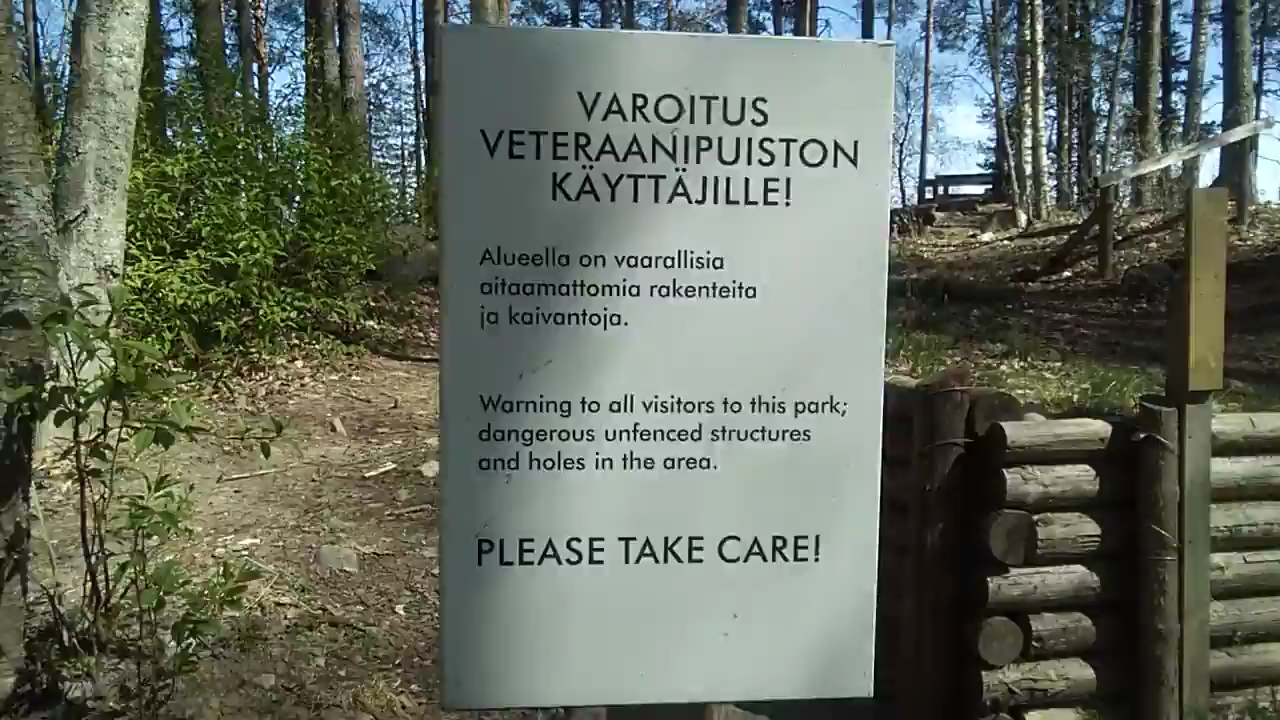 VAROITUS
VETERAANIPUISTON
KÄYTTÄJILLE!
Alueella on vaarallisia
aitaamattomia rakenteita
ja kaivantoja.
Warning to all visitors to this park;
dangerous unfenced structures
and holes in the area.
PLEASE TAKE CARE!